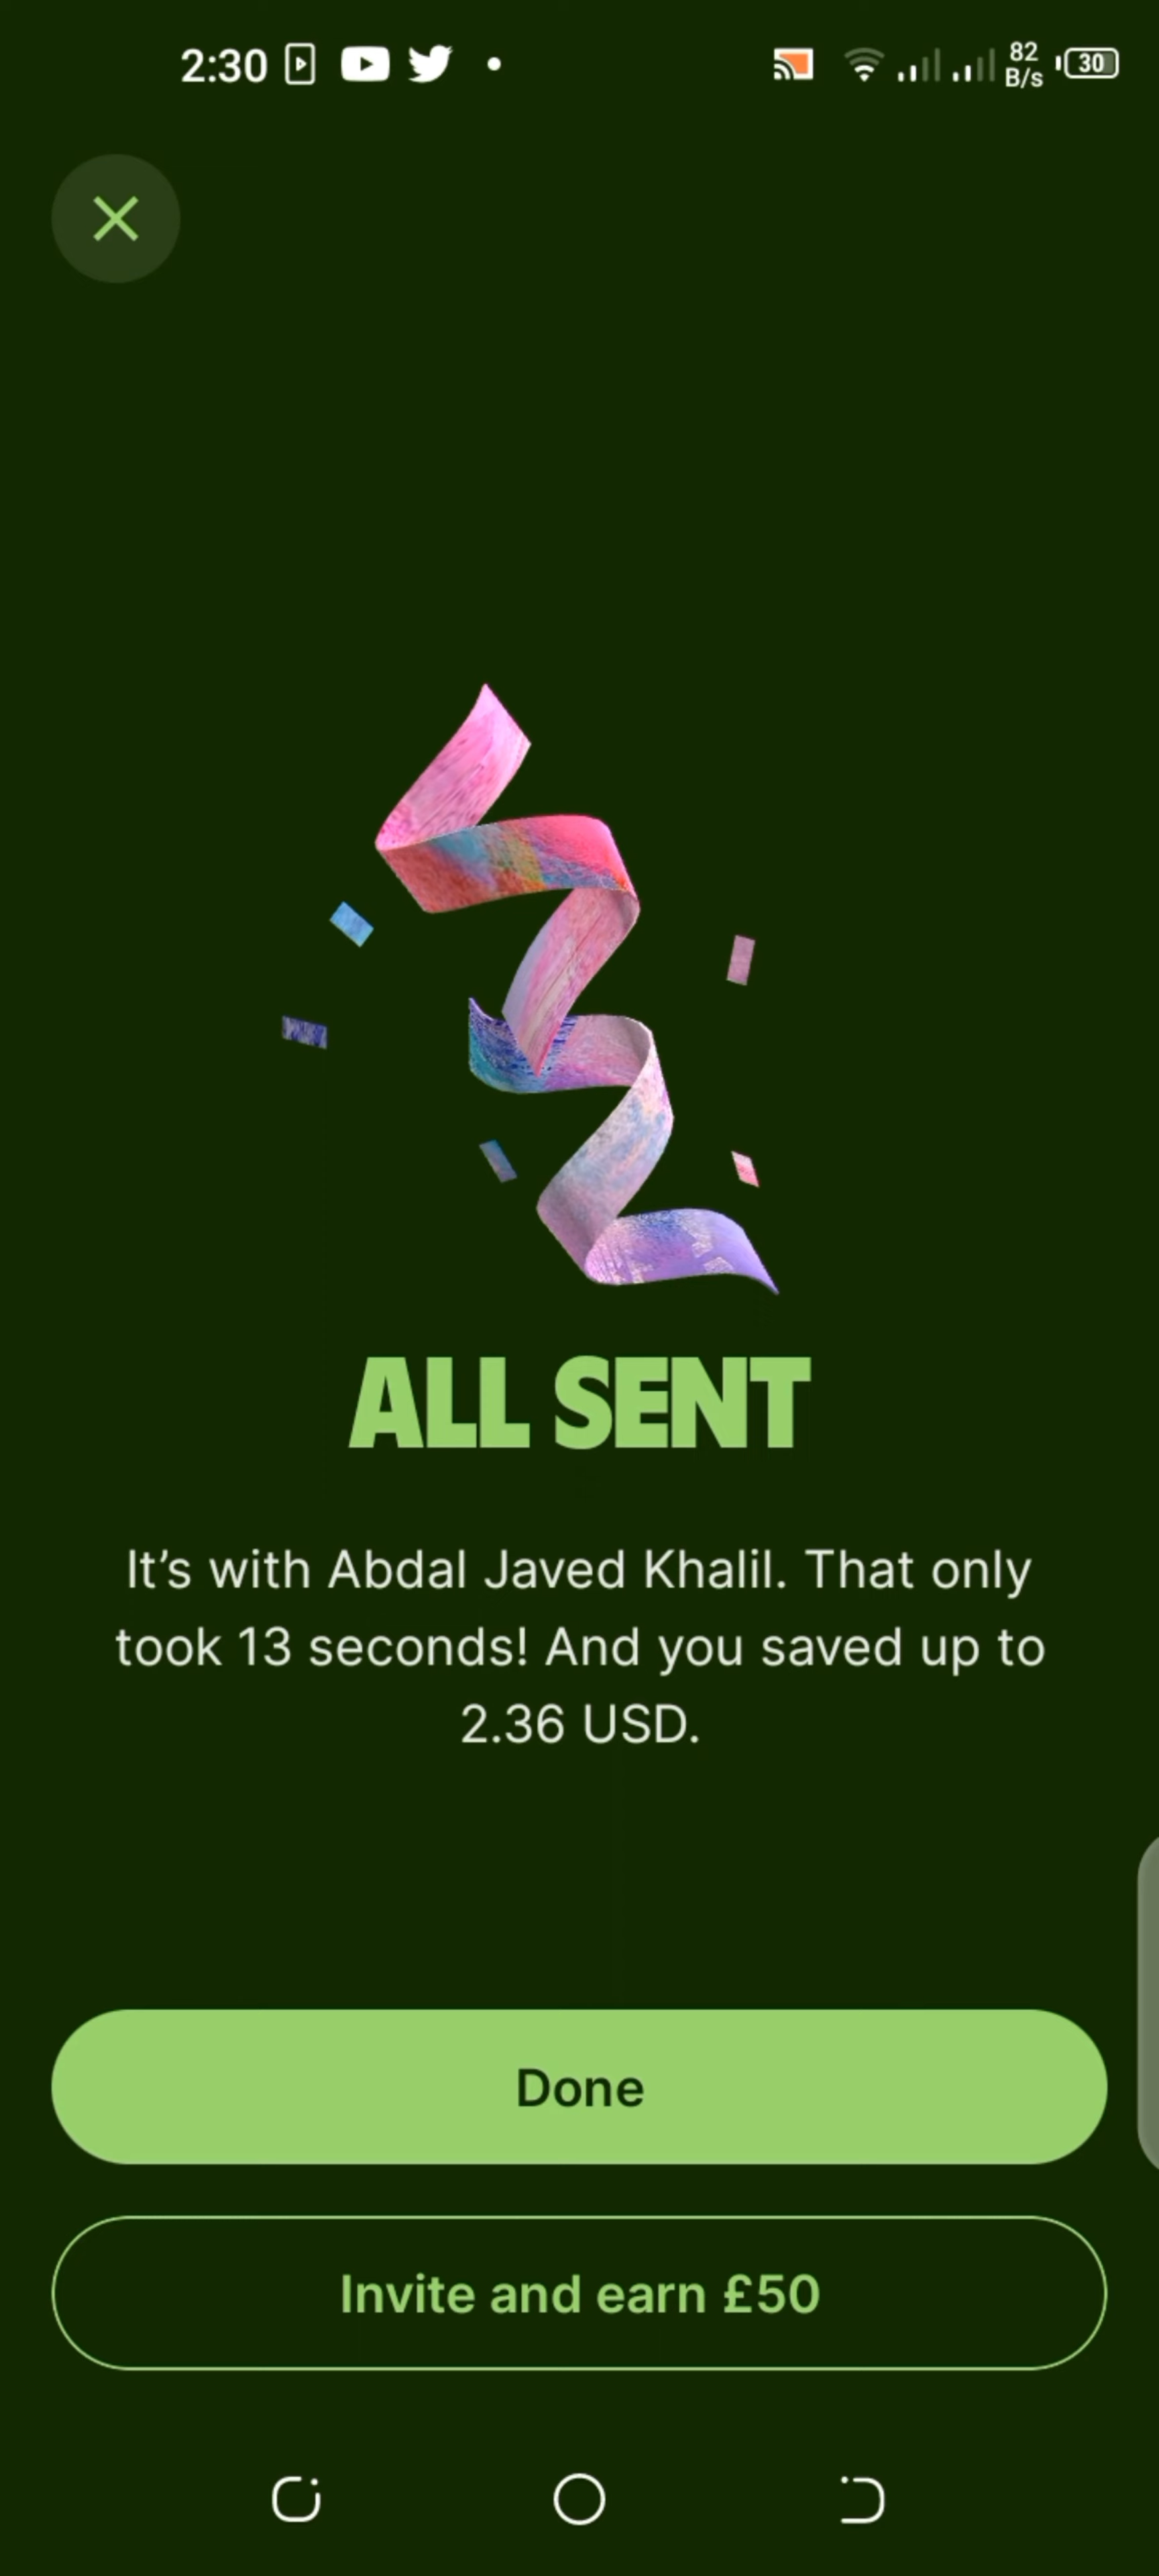 2:30
82
B/s
30
ALL SENT
It’s with Abdal Javed Khalil. That only
took 13 seconds! And you saved up to
2.36 USD.
Done
Invite and earn £50